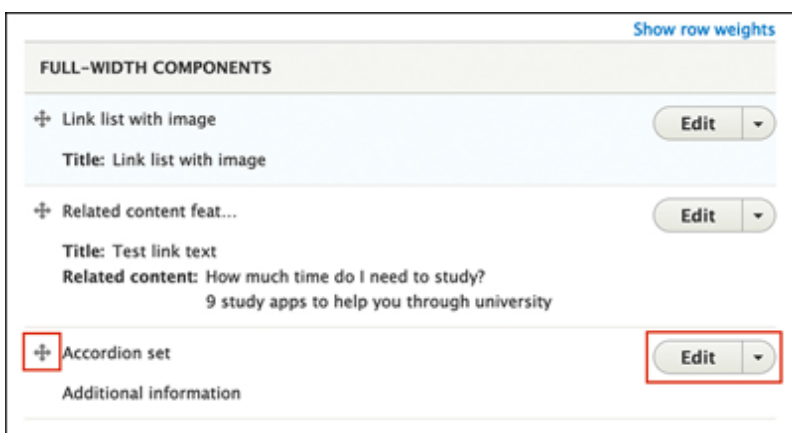 Show row weights
FULL-WIDTH COMPONENTS
Link list with image
Edit
Title: Link list with image
Related content feat...
Edit
Title: Test link text
Related content: How much time do I need to study?
9 study apps to help you through university
Accordion set
Edit
Additional information